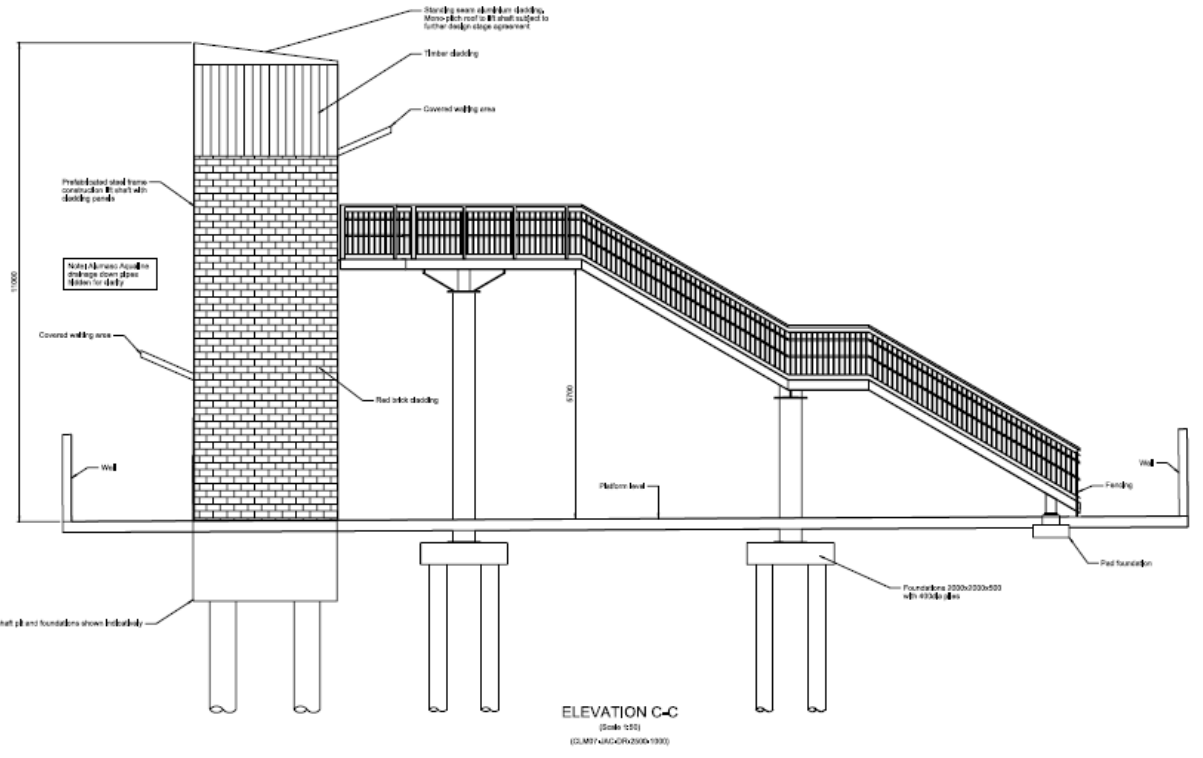 Standing seam aluminium cladding,
Mono-pitch roof to lift shaft subject to
further design stage agreement
Timber cladding
Covered waiting area
Prefabricated steel frame
construction lift shaft with
cladding panels
11000
Note: Alumasc Aqualine
drainage down pipes
hidden for clarity
Covered waiting area
Red brick cladding
5700
Wall
Platform level
Wall
Fencing
Pad foundation
Foundations 2000x2000x500
with 400dia piles
haft pit and foundations shown indicatively
ELEVATION C-C
(Scale 1:50)